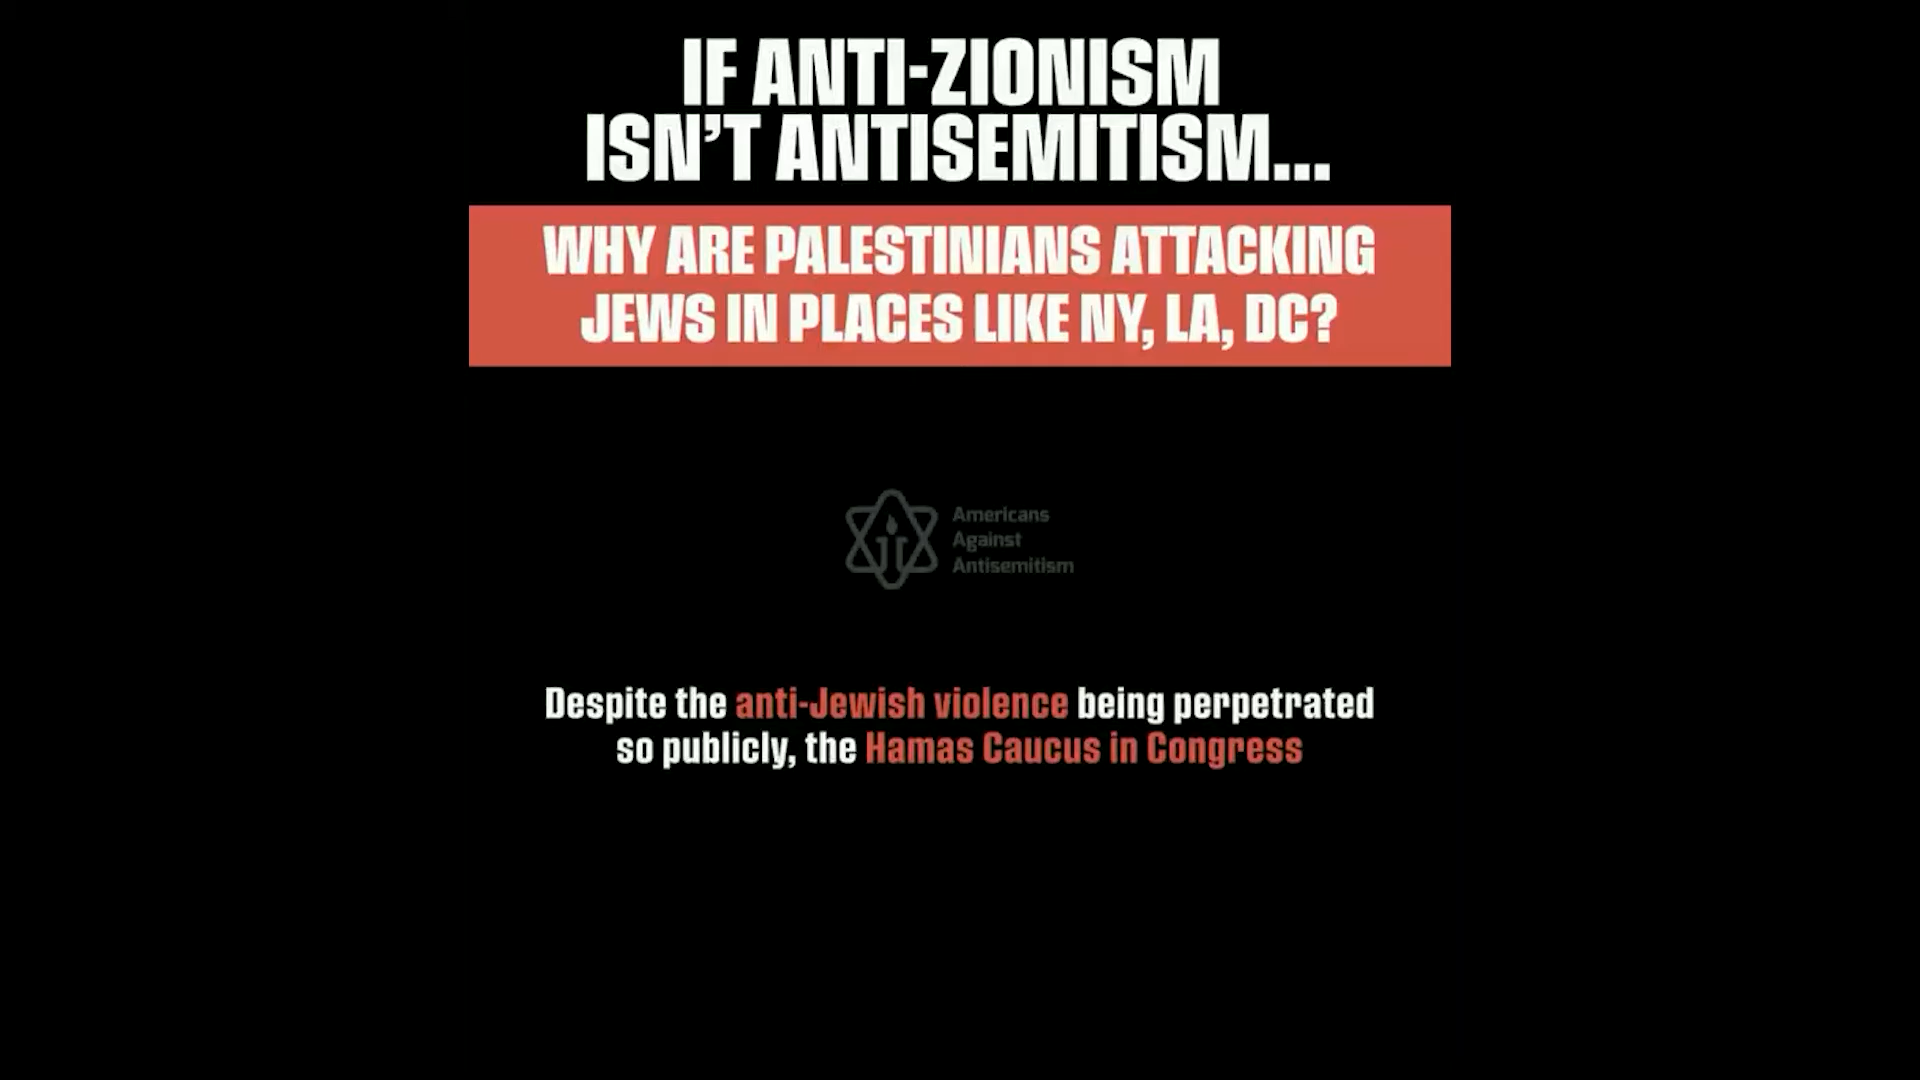 IF ANTI-ZIONISM
ISN'T ANTISEMITISM...
WHY ARE PALESTINIANS ATTACKING
JEWS IN PLACES LIKE NY, LA, DC?
Americans
Against
Antisemitism
Despite the anti-Jewish violence being perpetrated
so publicly, the Hamas Caucus in Congress